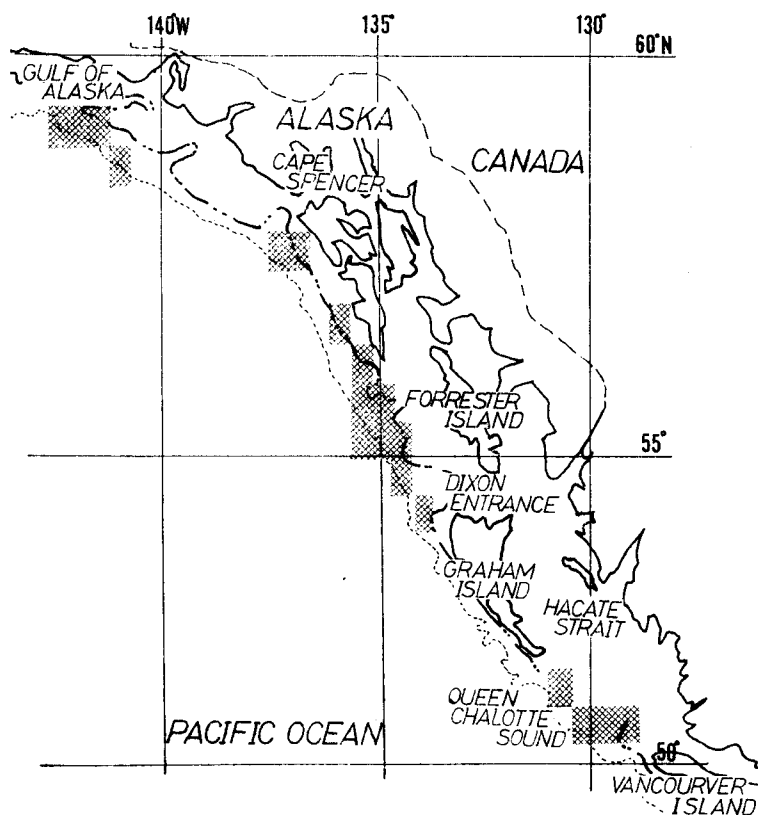 140°W
135°
130°
60°N
GULF OF
ALASKA
ALASKA
CANADA
CAPE
SPENCER
FORRESTER
ISLAND
55°
DIXON
ENTRANCE
GRAHAM
ISLAND
HACATE
STRAIT
QUEEN
CHALOTTE
SOUND
PACIFIC OCEAN
50°
VANCOURVER
ISLAND